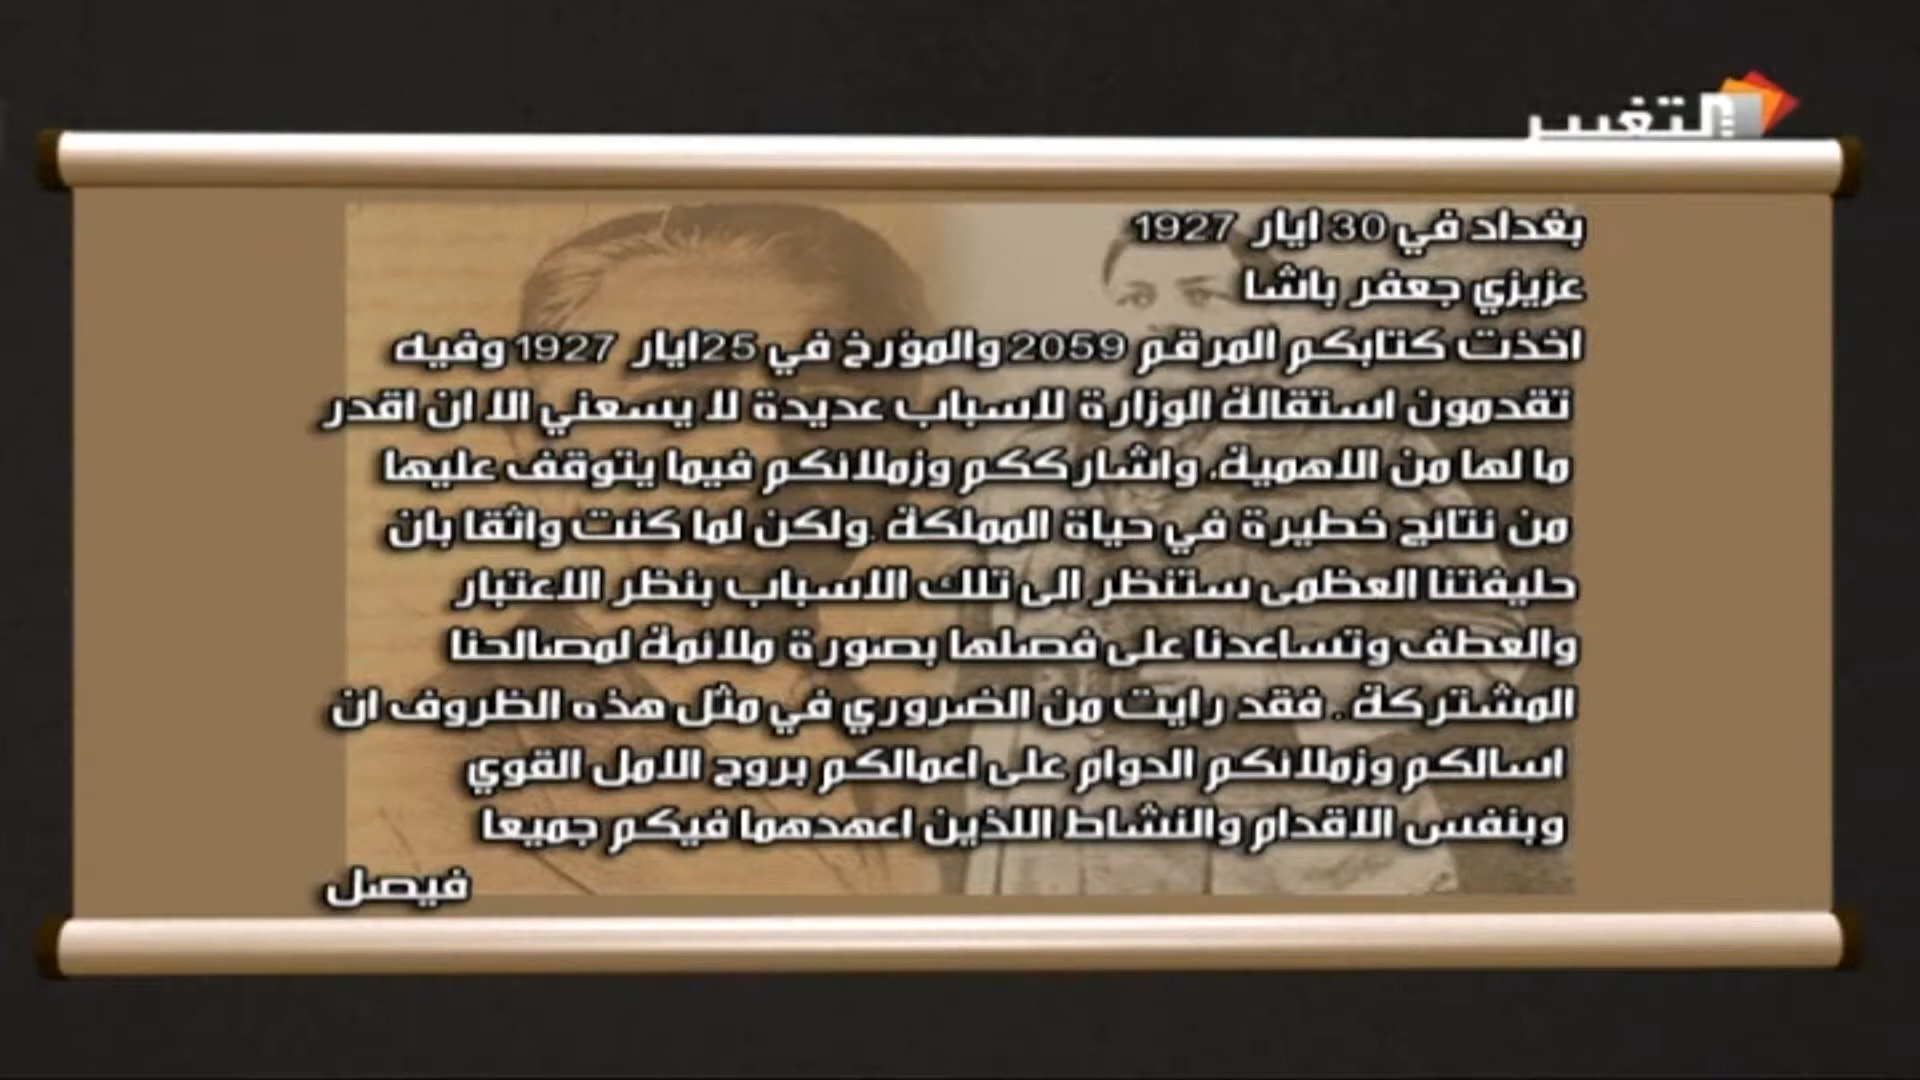 التغيير
بغداد في 30 ايار 1927
عزيزي جعفر باشا
اخذت كتابكم المرقم 2059 والمؤرخ في 25ايار 1927 وفيه
تقدمون استقالة الوزارة لاسباب عديدة لا يسعني الا ان اقدر
ما لها من الاهمية، واشارككم وزملائكم فيما يتوقف عليها
من نتائج خطيرة في حياة المملكة .ولكن لما كنت واثقا بان
حليفتنا العظمى ستنظر الى تلك الاسباب بنظر الاعتبار
والعطف وتساعدنا على فصلها بصورة ملائمة لمصالحنا
المشتركة . فقد رايت من الضروري في مثل هذه الظروف ان
اسالكم وزملائكم الدوام على اعمالكم بروح الامل القوي
وبنفس الاقدام والنشاط اللذين اعهدهما فيكم جميعا
فيصل